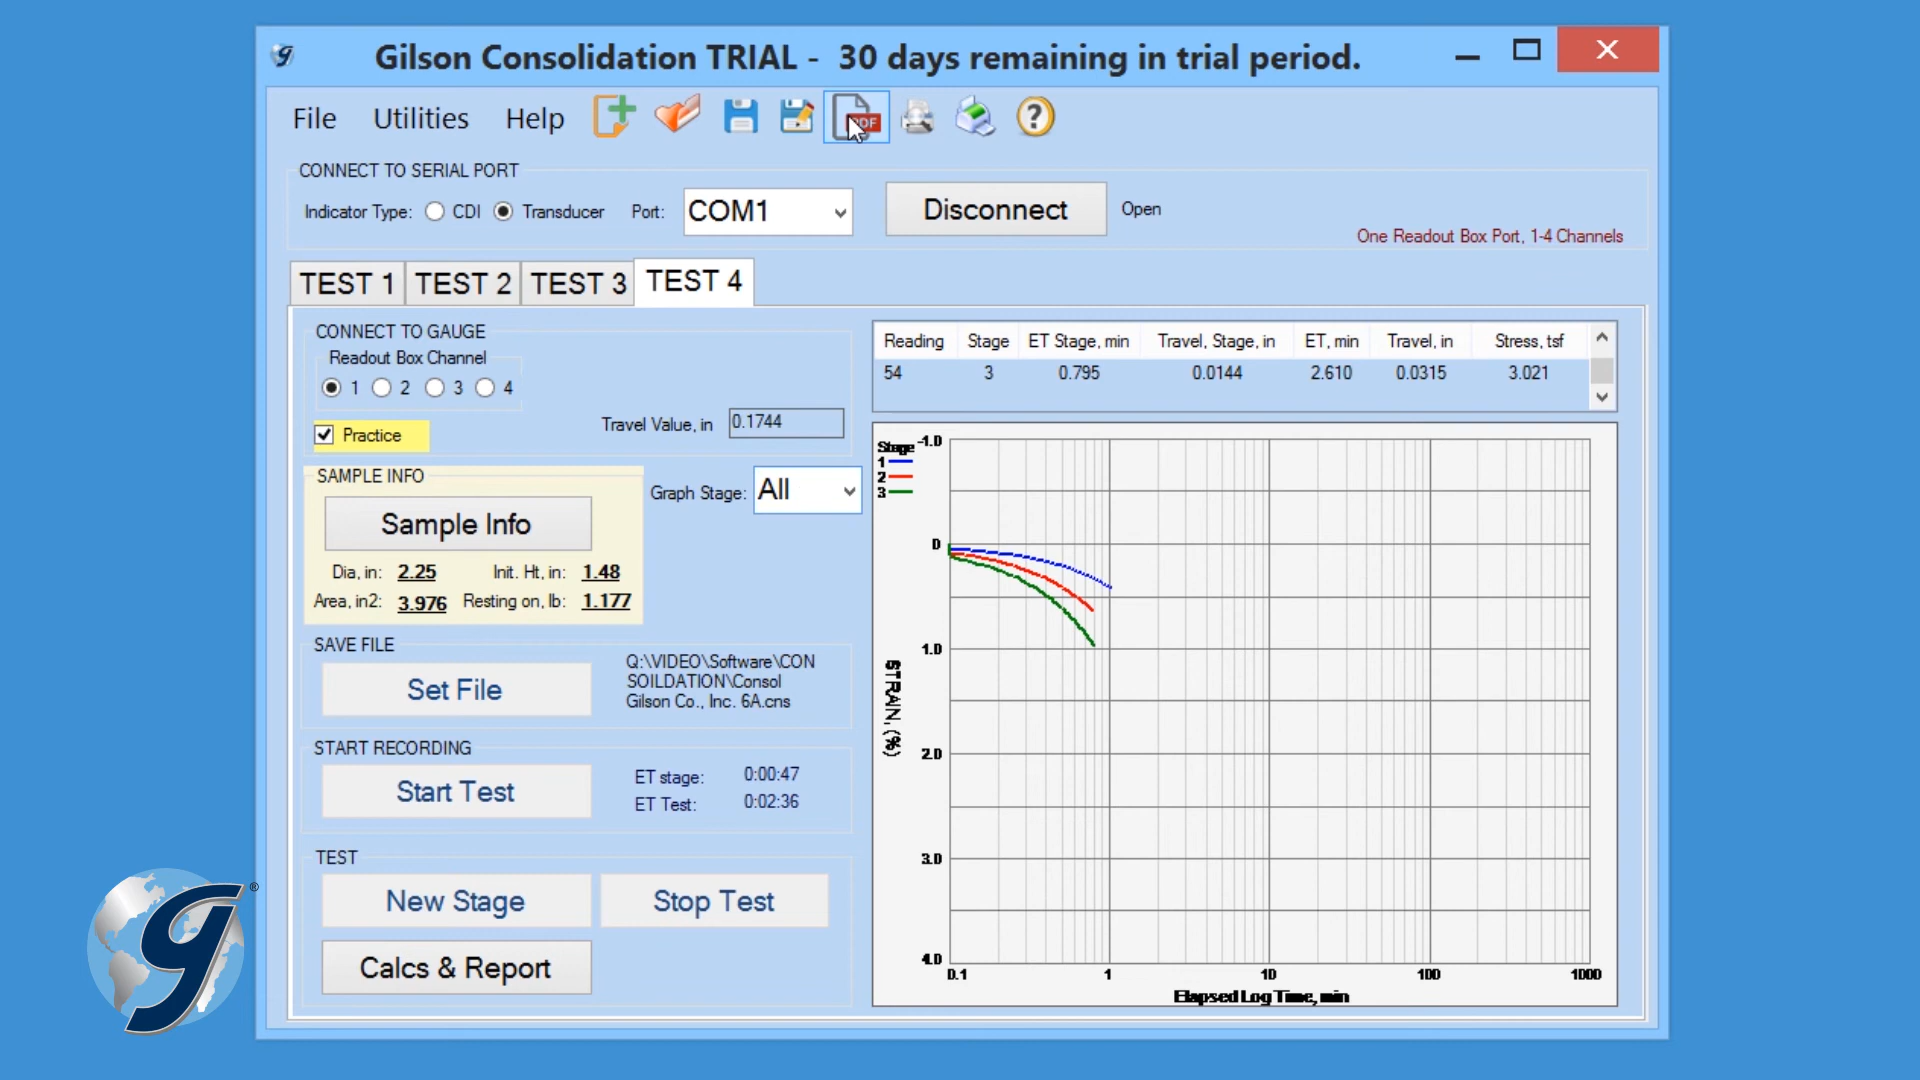 Gilson Consolidation TRIAL - 30 days remaining in trial period.
File Utilities Help PDF ?
CONNECT TO SERIAL PORT
Indicator Type: CDI Transducer Port: COM1 Disconnect Open
One Readout Box Port, 1-4 Channels
TEST 1 TEST 2 TEST 3 TEST 4
CONNECT TO GAUGE
Readout Box Channel
1 2 3 4
Practice
Travel Value, in 0.1744
SAMPLE INFO
Sample Info
Graph Stage: All
Dia, in: 2.25 Init. Ht, in: 1.48
Area, in2: 3.976 Resting on, lb: 1.177
SAVE FILE
Set File
Q:\VIDEO\Software\CON
SOILDATION\Consol
Gilson Co., Inc. 6A.cns
START RECORDING
Start Test
ET stage: 0:00:47
ET Test: 0:02:36
TEST
New Stage Stop Test
Calcs & Report
Reading Stage ET Stage, min Travel, Stage, in ET, min Travel, in Stress, tsf
54 3 0.795 0.0144 2.610 0.0315 3.021
Stage
1
2
3
-1.0
0
1.0
2.0
3.0
4.0
STRAIN, (%)
0.1 1 10 100 1000
Elapsed Log Time, min
g ®